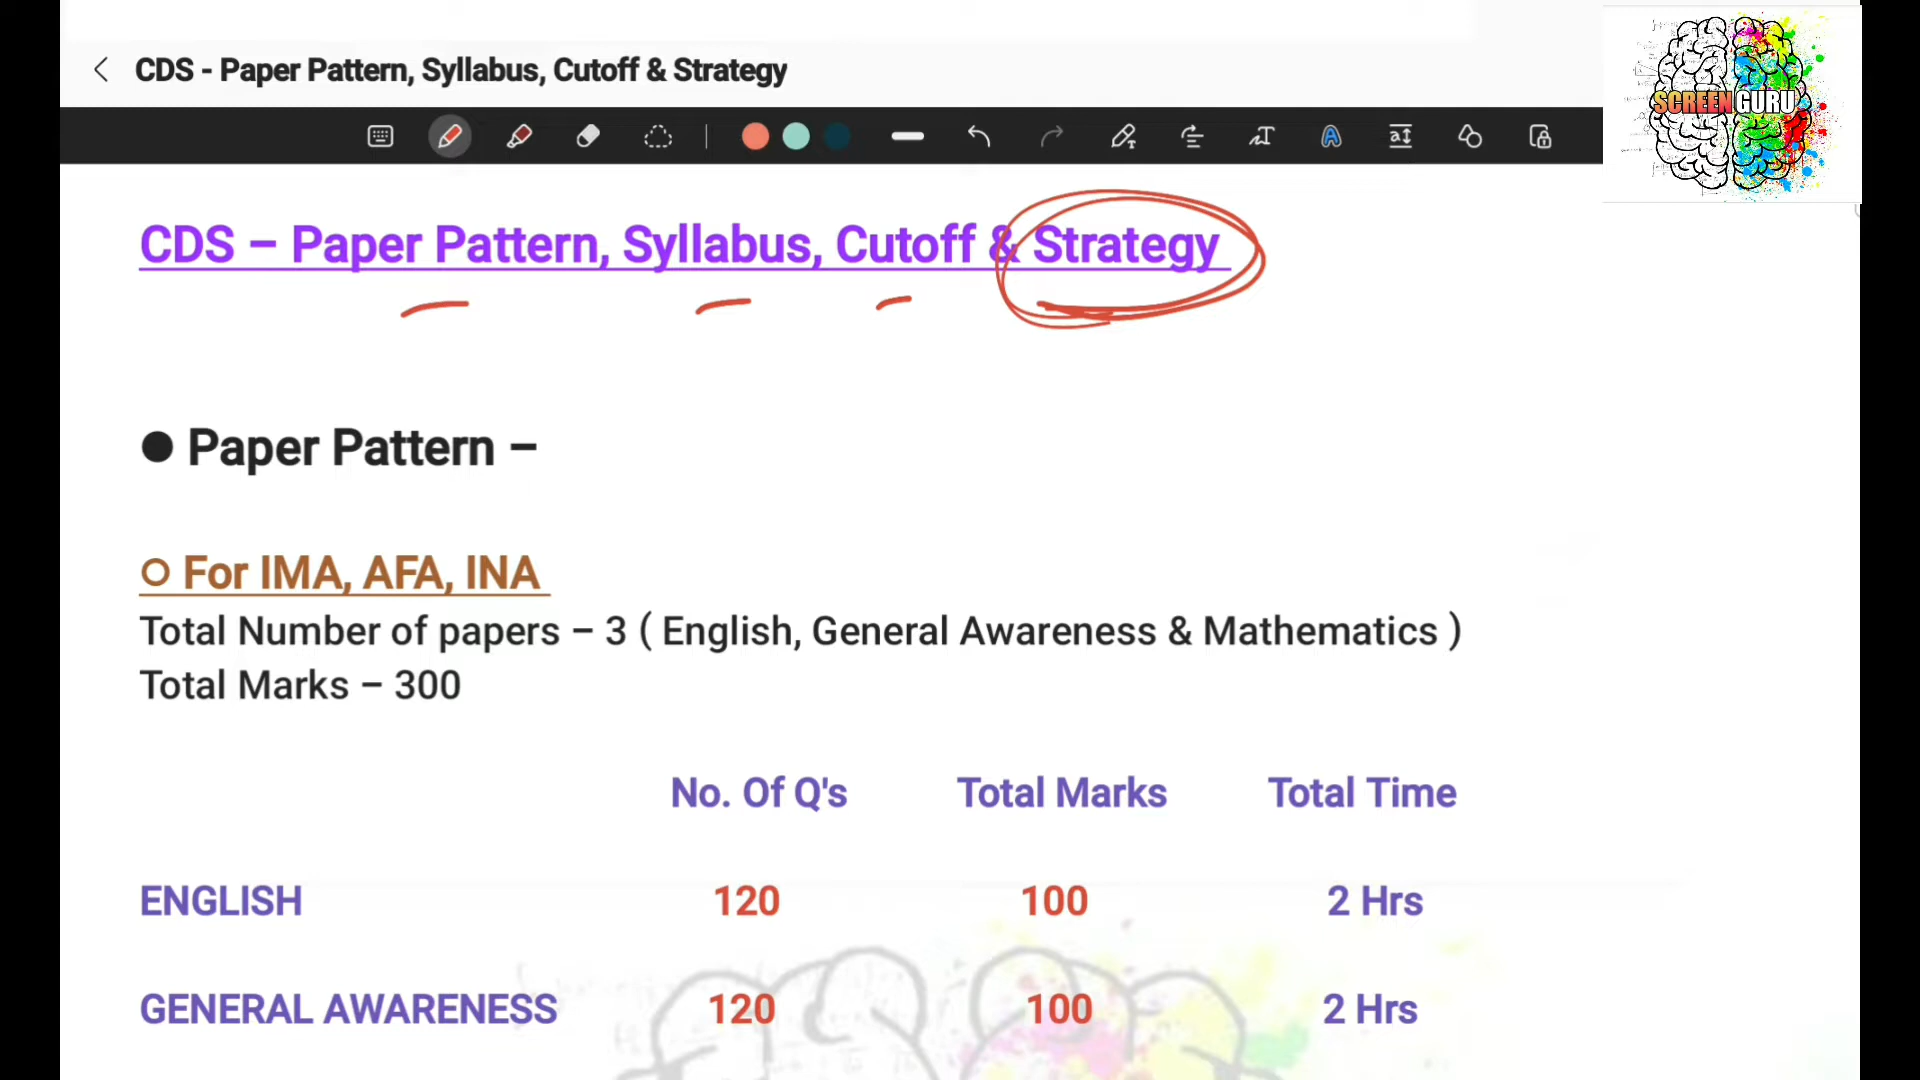 CDS - Paper Pattern, Syllabus, Cutoff & Strategy
SCREEN GURU
CDS – Paper Pattern, Syllabus, Cutoff & Strategy
● Paper Pattern –
○ For IMA, AFA, INA
Total Number of papers – 3 ( English, General Awareness & Mathematics )
Total Marks – 300
No. Of Q's Total Marks Total Time
ENGLISH 120 100 2 Hrs
GENERAL AWARENESS 120 100 2 Hrs